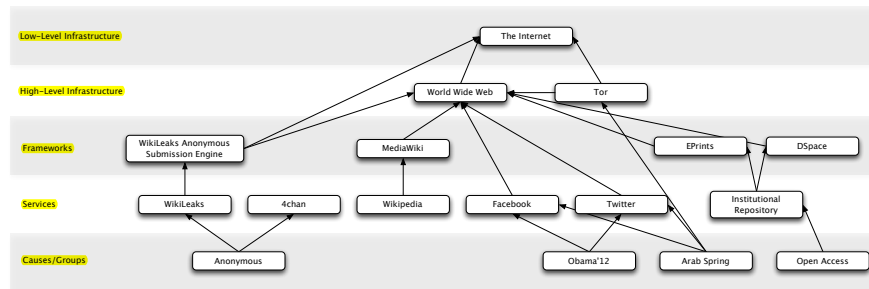 Low-Level Infrastructure
The Internet
High-Level Infrastructure
World Wide Web
Tor
Frameworks
WikiLeaks Anonymous
Submission Engine
MediaWiki
EPrints
DSpace
Services
WikiLeaks
4chan
Wikipedia
Facebook
Twitter
Institutional
Repository
Causes/Groups
Anonymous
Obama'12
Arab Spring
Open Access